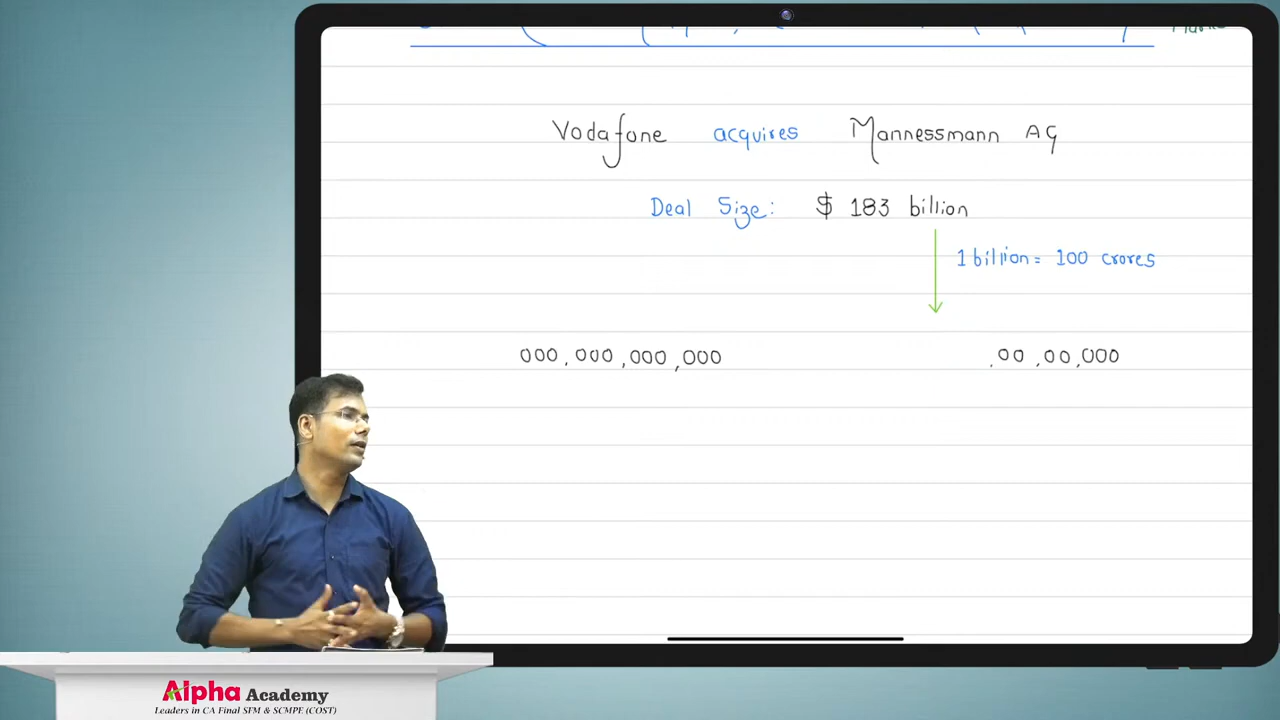 Vodafone acquires Mannessmann AG
Deal Size: $ 183 billion
1 billion = 100 crores
000,000,000,000 ,00,00,000
Alpha Academy
Leaders in CA Final SFM & SCMPE (COST)